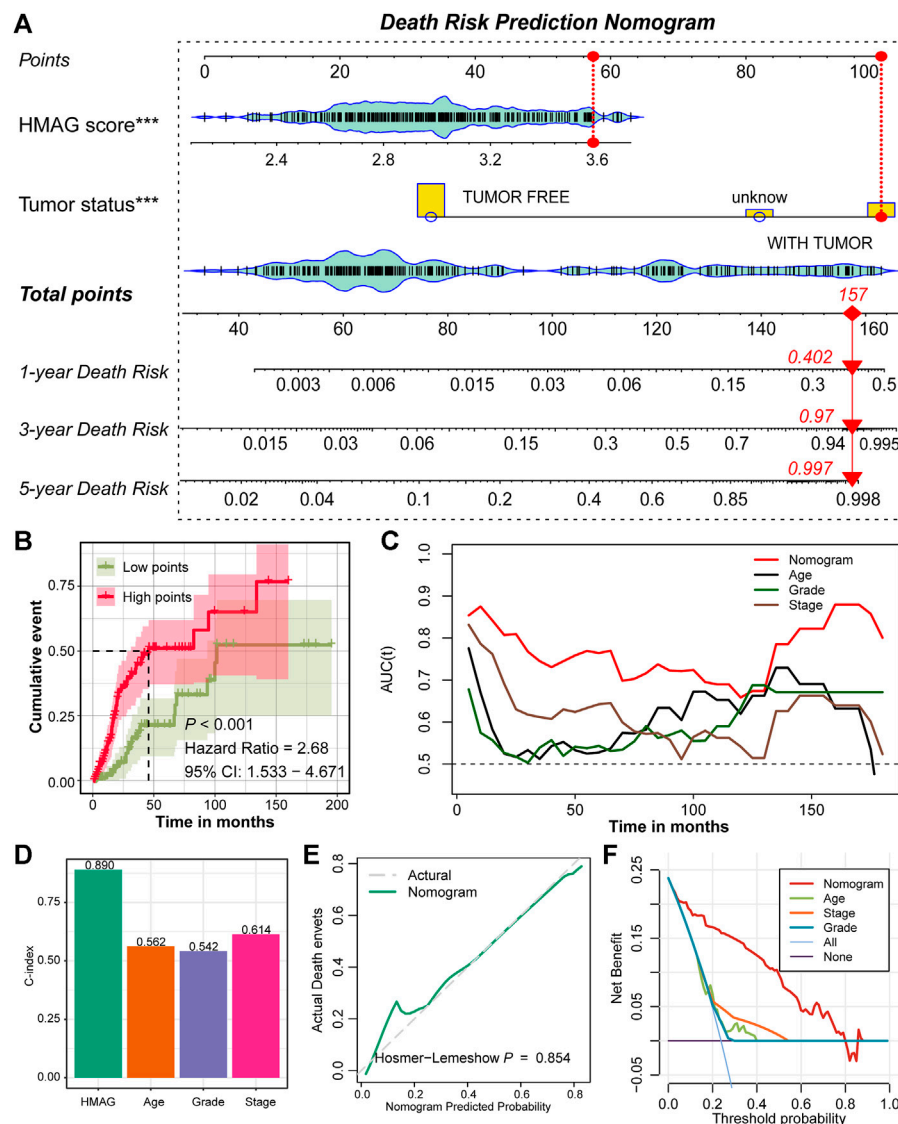 A
Death Risk Prediction Nomogram
Points
0 20 40 60 80 100
HMAG score***
2.4 2.8 3.2 3.6
Tumor status***
TUMOR FREE
unknow
WITH TUMOR
Total points
157
40 60 80 100 120 140 160
1-year Death Risk
0.402
0.003 0.006 0.015 0.03 0.06 0.15 0.3 0.5
3-year Death Risk
0.97
0.015 0.03 0.06 0.15 0.3 0.5 0.7 0.94 0.995
5-year Death Risk
0.997
0.02 0.04 0.1 0.2 0.4 0.6 0.85 0.998
B
Cumulative event
0.75
0.50
0.25
0.00
Low points
High points
P < 0.001
Hazard Ratio = 2.68
95% CI: 1.533 − 4.671
0 50 100 150 200
Time in months
C
AUC(t)
1.0
0.9
0.8
0.7
0.6
0.5
Nomogram
Age
Grade
Stage
0 50 100 150
Time in months
D
C-index
0.75
0.50
0.25
0.00
0.890
0.562
0.542
0.614
HMAG Age Grade Stage
E
Actual Death envets
0.8
0.6
0.4
0.2
0.0
Actural
Nomogram
Hosmer−Lemeshow P = 0.854
0.0 0.2 0.4 0.6 0.8
Nomogram Predicted Probability
F
Net Benefit
0.25
0.15
0.05
−0.05
Nomogram
Age
Stage
Grade
All
None
0.0 0.2 0.4 0.6 0.8 1.0
Threshold probability